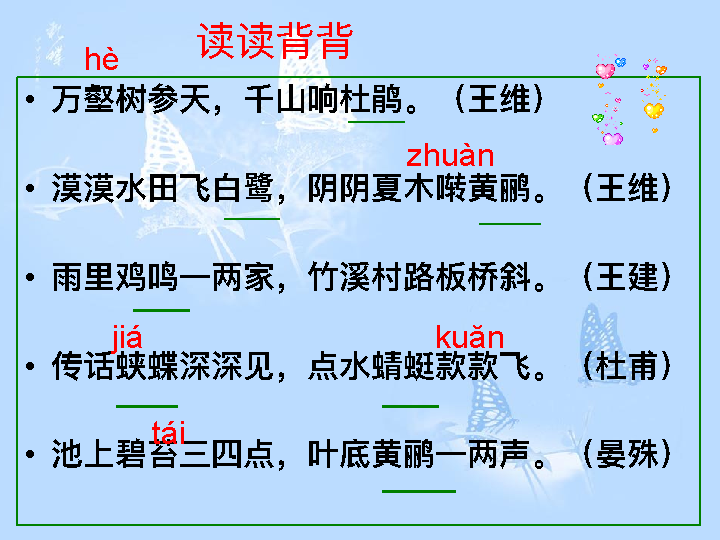 读读背背
hè
• 万壑树参天，千山响杜鹃。（王维）
zhuàn
• 漠漠水田飞白鹭，阴阴夏木啭黄鹂。（王维）
• 雨里鸡鸣一两家，竹溪村路板桥斜。（王建）
jiá kuǎn
• 传话蛱蝶深深见，点水蜻蜓款款飞。（杜甫）
tái
• 池上碧苔三四点，叶底黄鹂一两声。（晏殊）